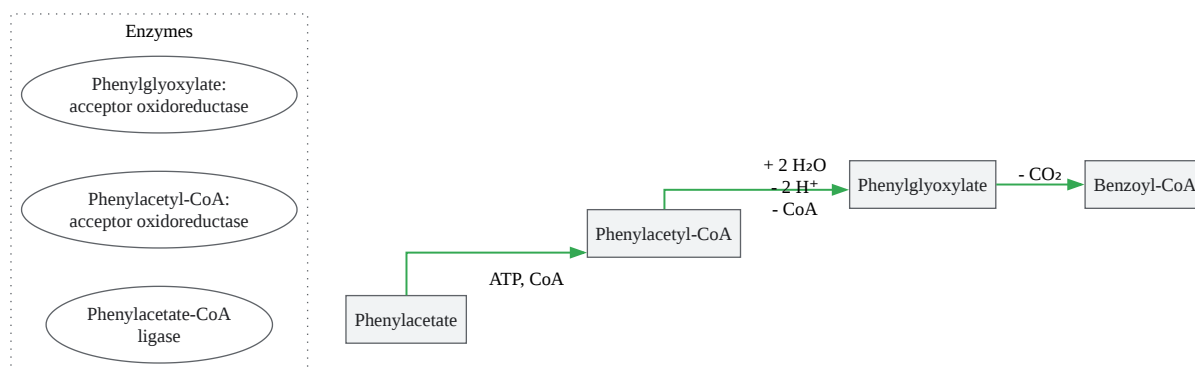 Enzymes
Phenylglyoxylate:
acceptor oxidoreductase
Phenylacetyl-CoA:
acceptor oxidoreductase
Phenylacetate-CoA
ligase
Phenylacetate
ATP, CoA
Phenylacetyl-CoA
+ 2 H₂O
- 2 H⁺
- CoA
Phenylglyoxylate
- CO₂
Benzoyl-CoA